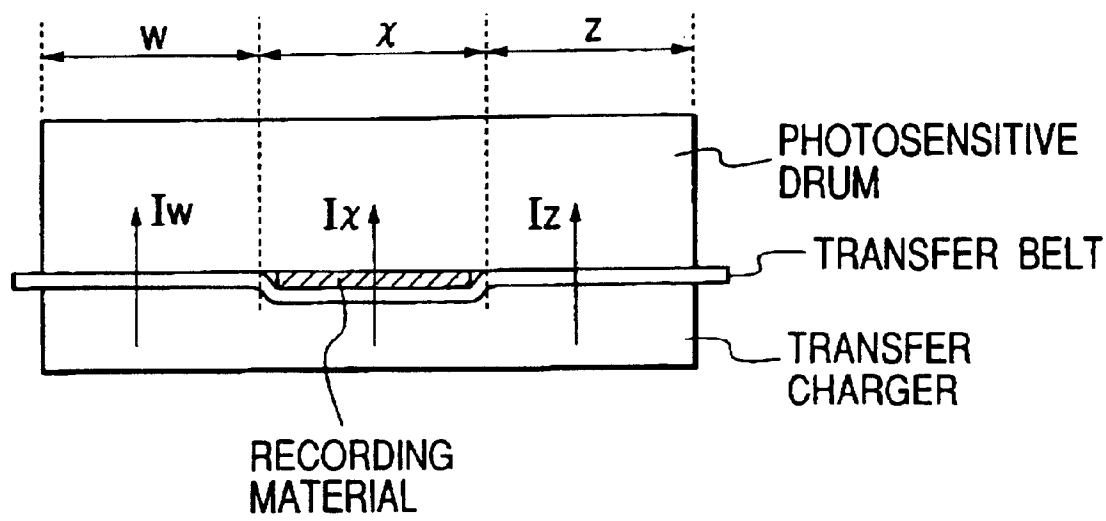 W
χ
Z
PHOTOSENSITIVE
DRUM
Iw
Iχ
Iz
TRANSFER BELT
TRANSFER
CHARGER
RECORDING
MATERIAL